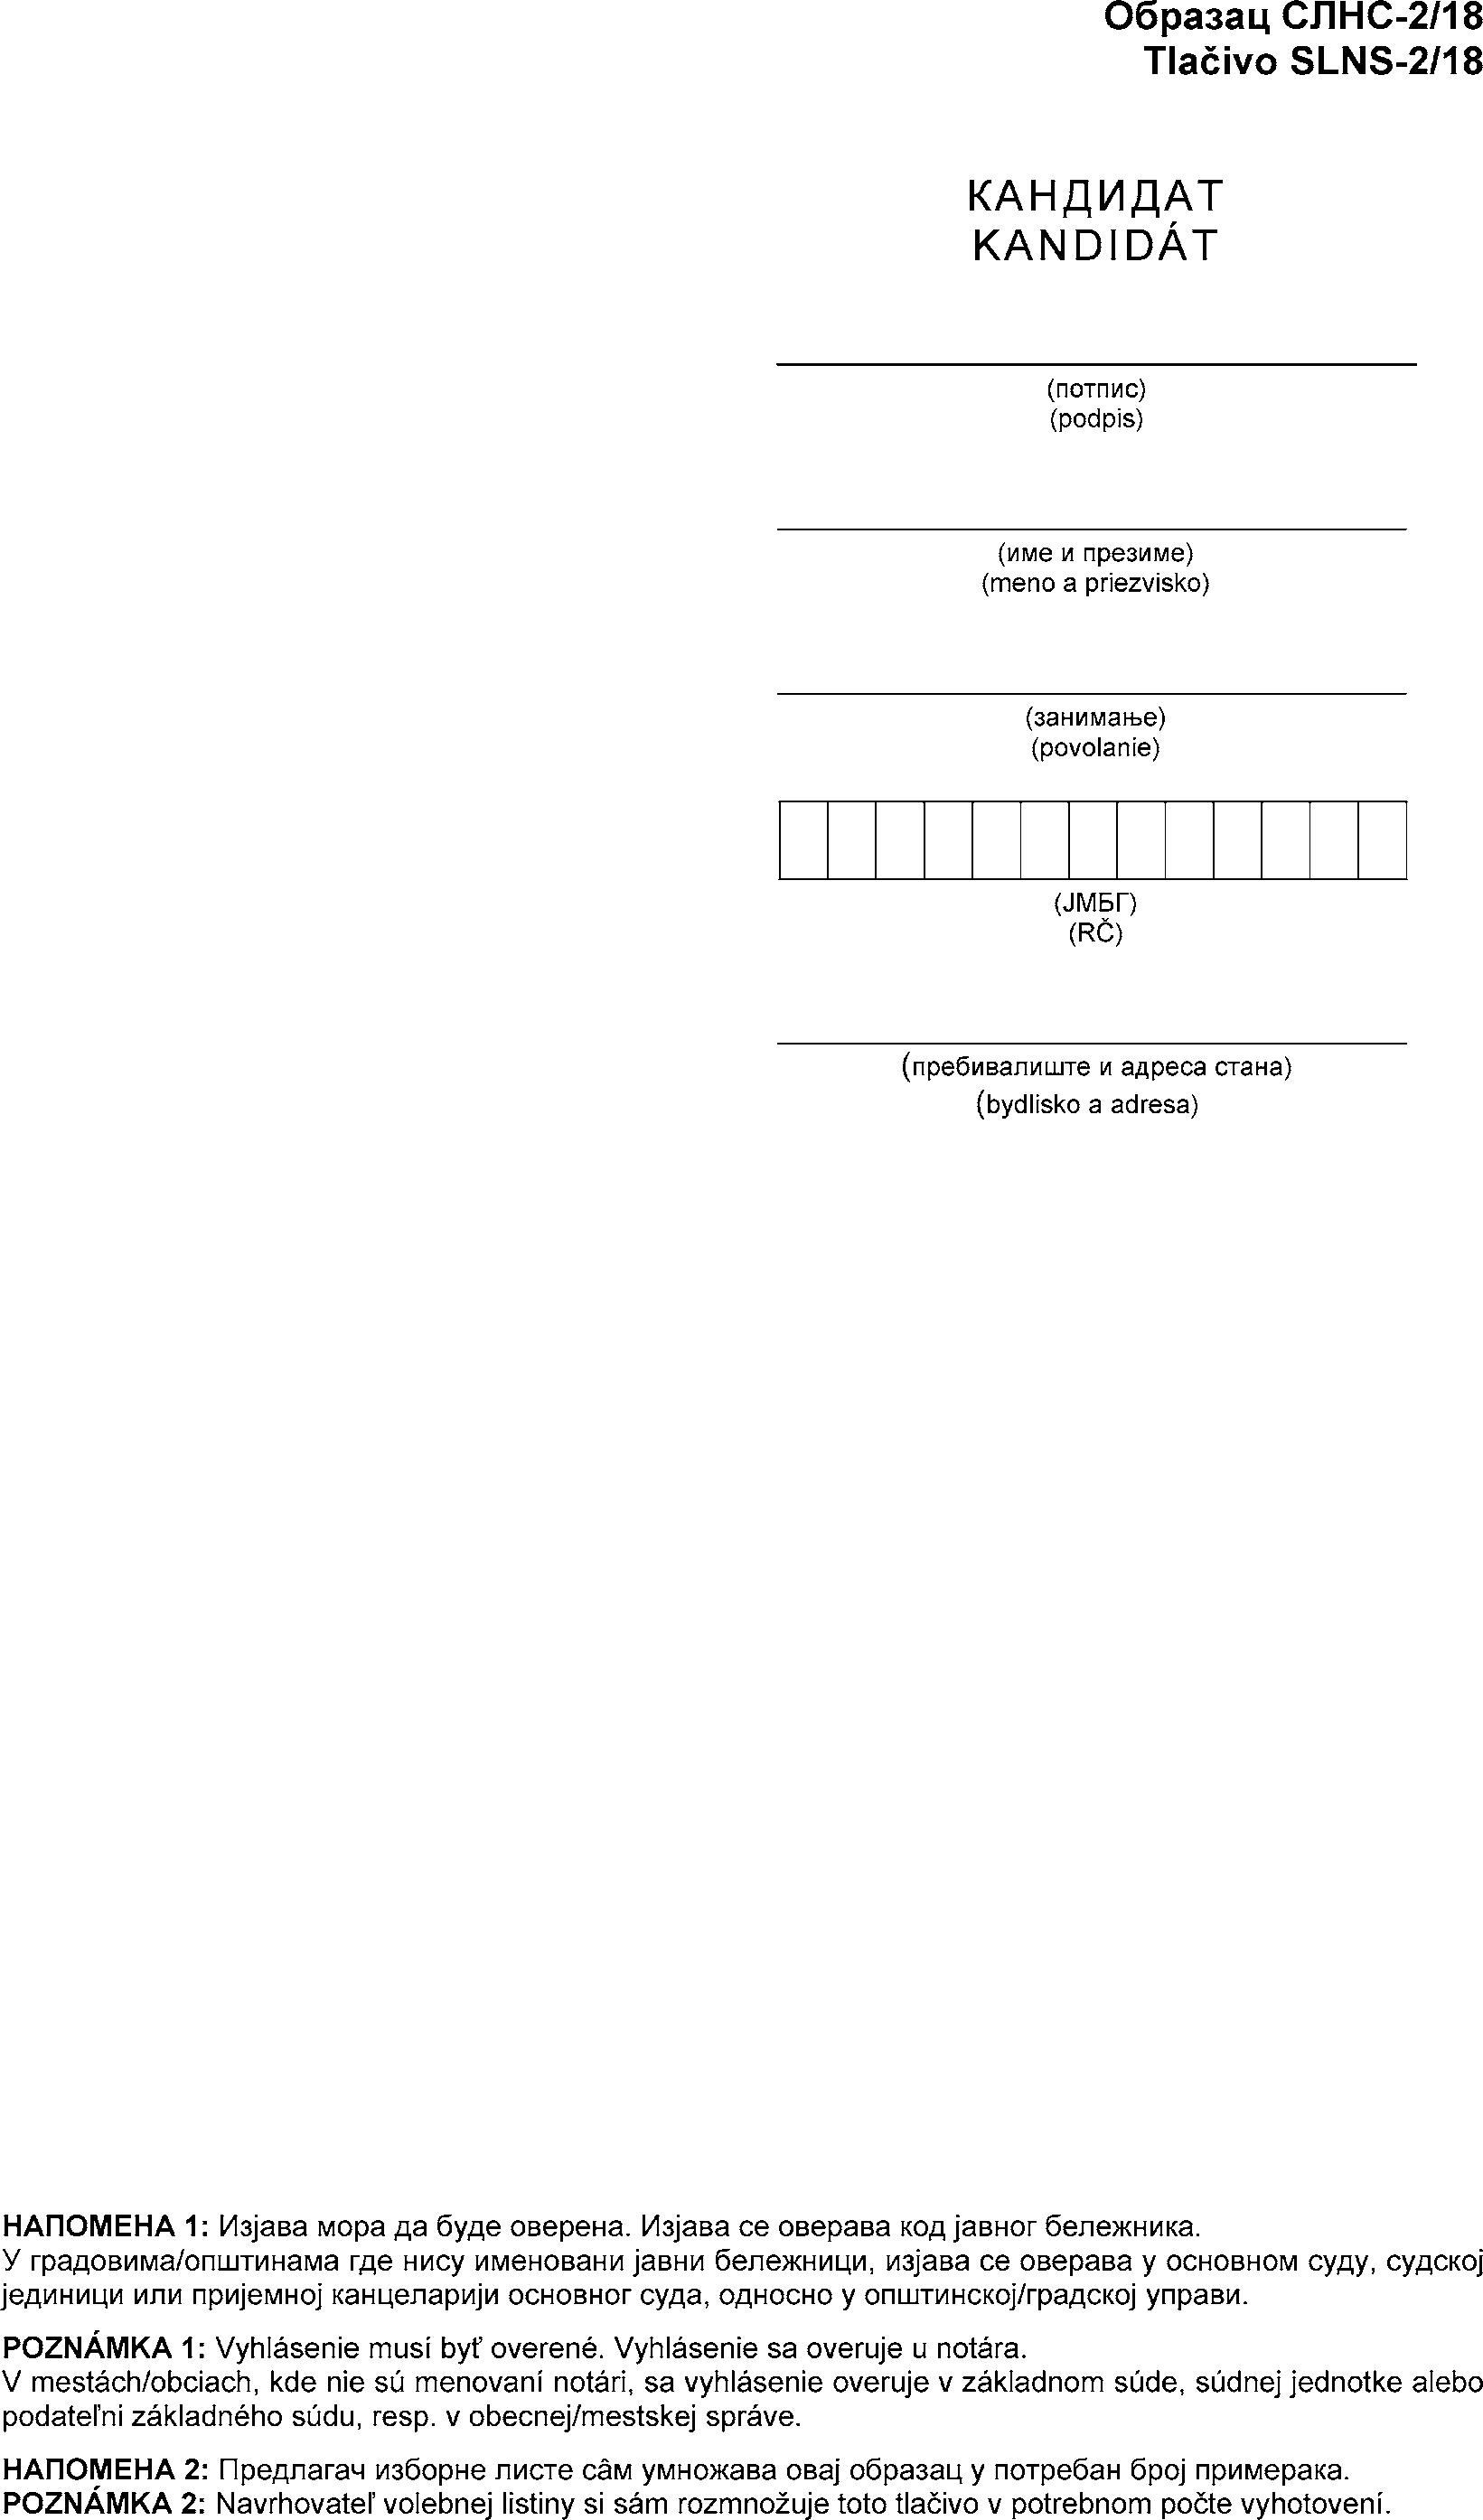 Образац СЛНС-2/18
Tlačivo SLNS-2/18
КАНДИДАТ
KANDIDÁT
(потпис)
(podpis)
(име и презиме)
(meno a priezvisko)
(занимање)
(povolanie)
(ЈМБГ)
(RČ)
(пребивалиште и адреса стана)
(bydlisko a adresa)
НАПОМЕНА 1: Изјава мора да буде оверена. Изјава се оверава код јавног бележника.
У градовима/општинама где нису именовани јавни бележници, изјава се оверава у основном суду, судској
јединици или пријемној канцеларији основног суда, односно у општинској/градској управи.
POZNÁMKA 1: Vyhlásenie musí byť overené. Vyhlásenie sa overuje u notára.
V mestách/obciach, kde nie sú menovaní notári, sa vyhlásenie overuje v základnom súde, súdnej jednotke alebo
podateľni základného súdu, resp. v obecnej/mestskej správe.
НАПОМЕНА 2: Предлагач изборне листе сâм умножава овај образац у потребан број примерака.
POZNÁMKA 2: Navrhovateľ volebnej listiny si sám rozmnožuje toto tlačivo v potrebnom počte vyhotovení.